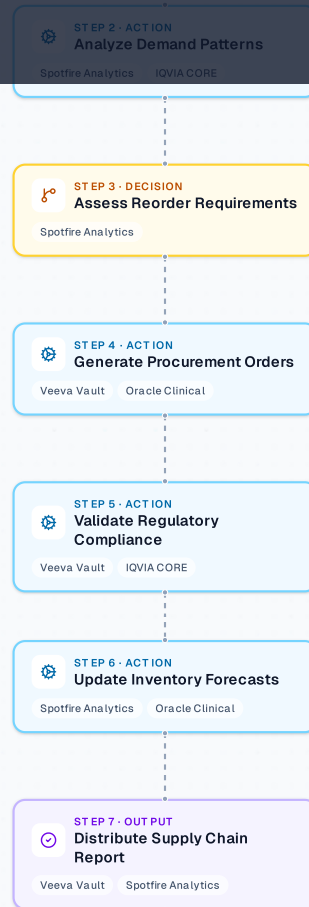 STEP 2 · ACTION
Analyze Demand Patterns
Spotfire Analytics IQVIA CORE
STEP 3 · DECISION
Assess Reorder Requirements
Spotfire Analytics
STEP 4 · ACTION
Generate Procurement Orders
Veeva Vault Oracle Clinical
STEP 5 · ACTION
Validate Regulatory
Compliance
Veeva Vault IQVIA CORE
STEP 6 · ACTION
Update Inventory Forecasts
Spotfire Analytics Oracle Clinical
STEP 7 · OUTPUT
Distribute Supply Chain
Report
Veeva Vault Spotfire Analytics